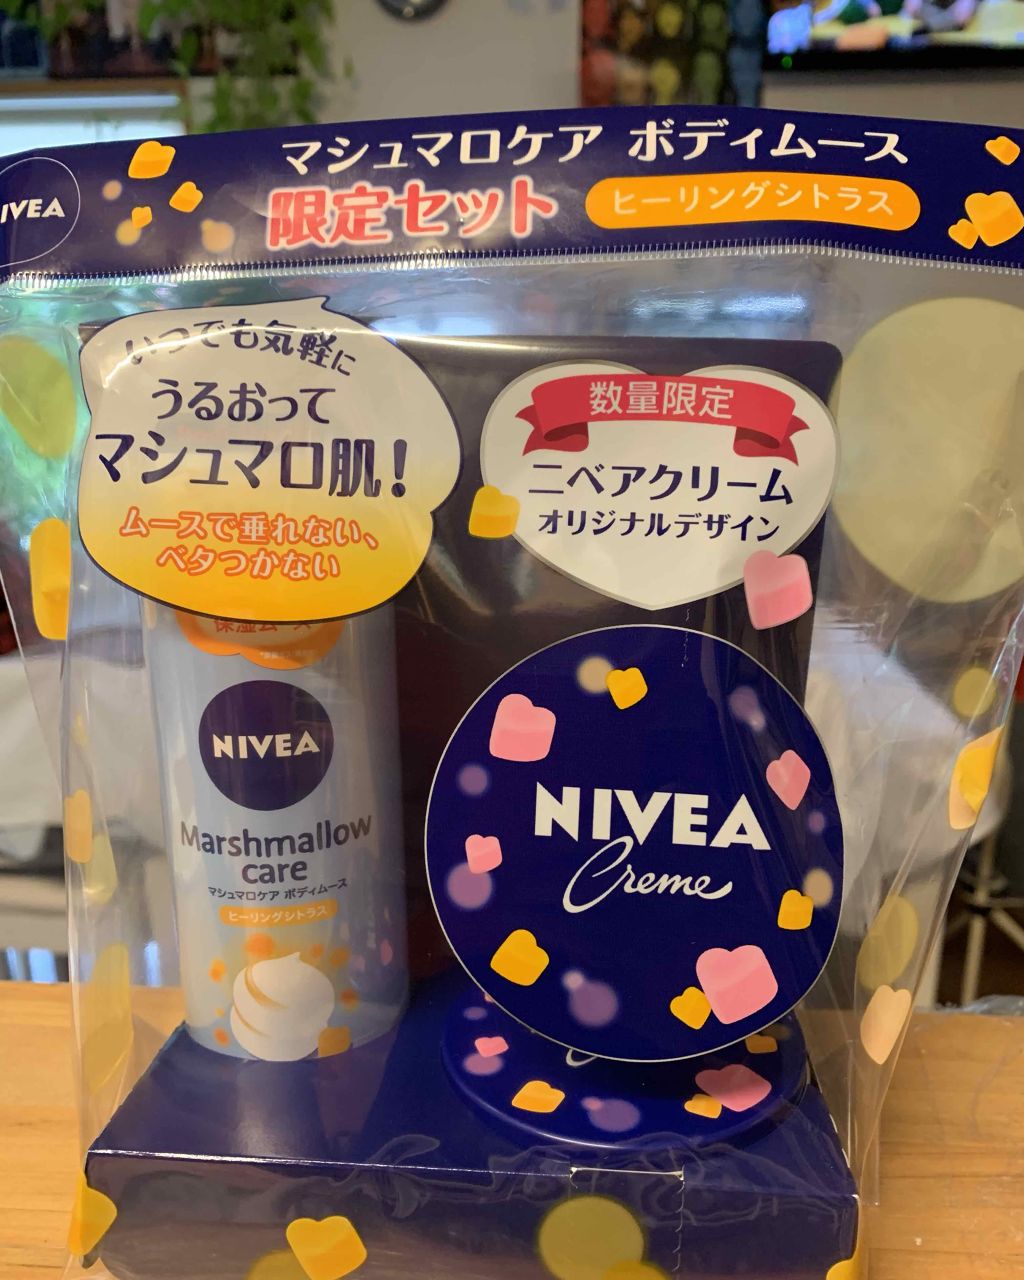 マシュマロケア ボディムース
限定セット
ヒーリングシトラス
NIVEA
いつでも気軽に
うるおって
マシュマロ肌!
ムースで垂れない、
ベタつかない
数量限定
ニベアクリーム
オリジナルデザイン
NIVEA
Marshmallow
care
マシュマロケア ボディムース
ヒーリングシトラス
NIVEA
Creme